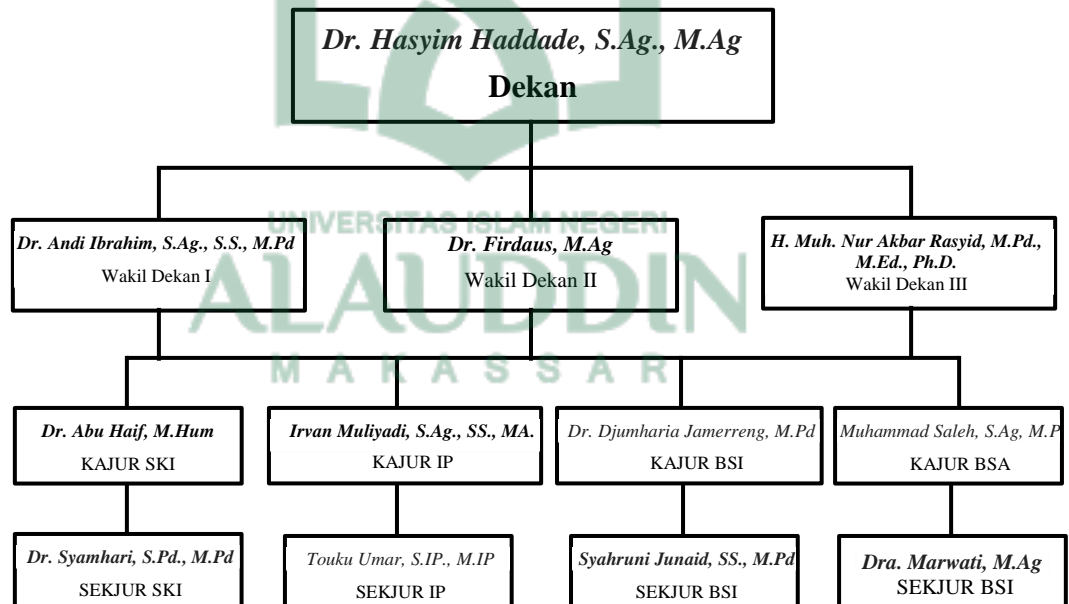 Dr. Hasyim Haddade, S.Ag., M.Ag
Dekan
UNIVERSITAS ISLAM NEGERI
ALAUDDIN
MAKASSAR
Dr. Andi Ibrahim, S.Ag., S.S., M.Pd
Wakil Dekan I
Dr. Firdaus, M.Ag
Wakil Dekan II
H. Muh. Nur Akbar Rasyid, M.Pd.,
M.Ed., Ph.D.
Wakil Dekan III
Dr. Abu Haif, M.Hum
KAJUR SKI
Irvan Muliyadi, S.Ag., SS., MA.
KAJUR IP
Dr. Djumharia Jamerreng, M.Pd
KAJUR BSI
Muhammad Saleh, S.Ag, M.P
KAJUR BSA
Dr. Syamhari, S.Pd., M.Pd
SEKJUR SKI
Touku Umar, S.IP., M.IP
SEKJUR IP
Syahruni Junaid, SS., M.Pd
SEKJUR BSI
Dra. Marwati, M.Ag
SEKJUR BSI